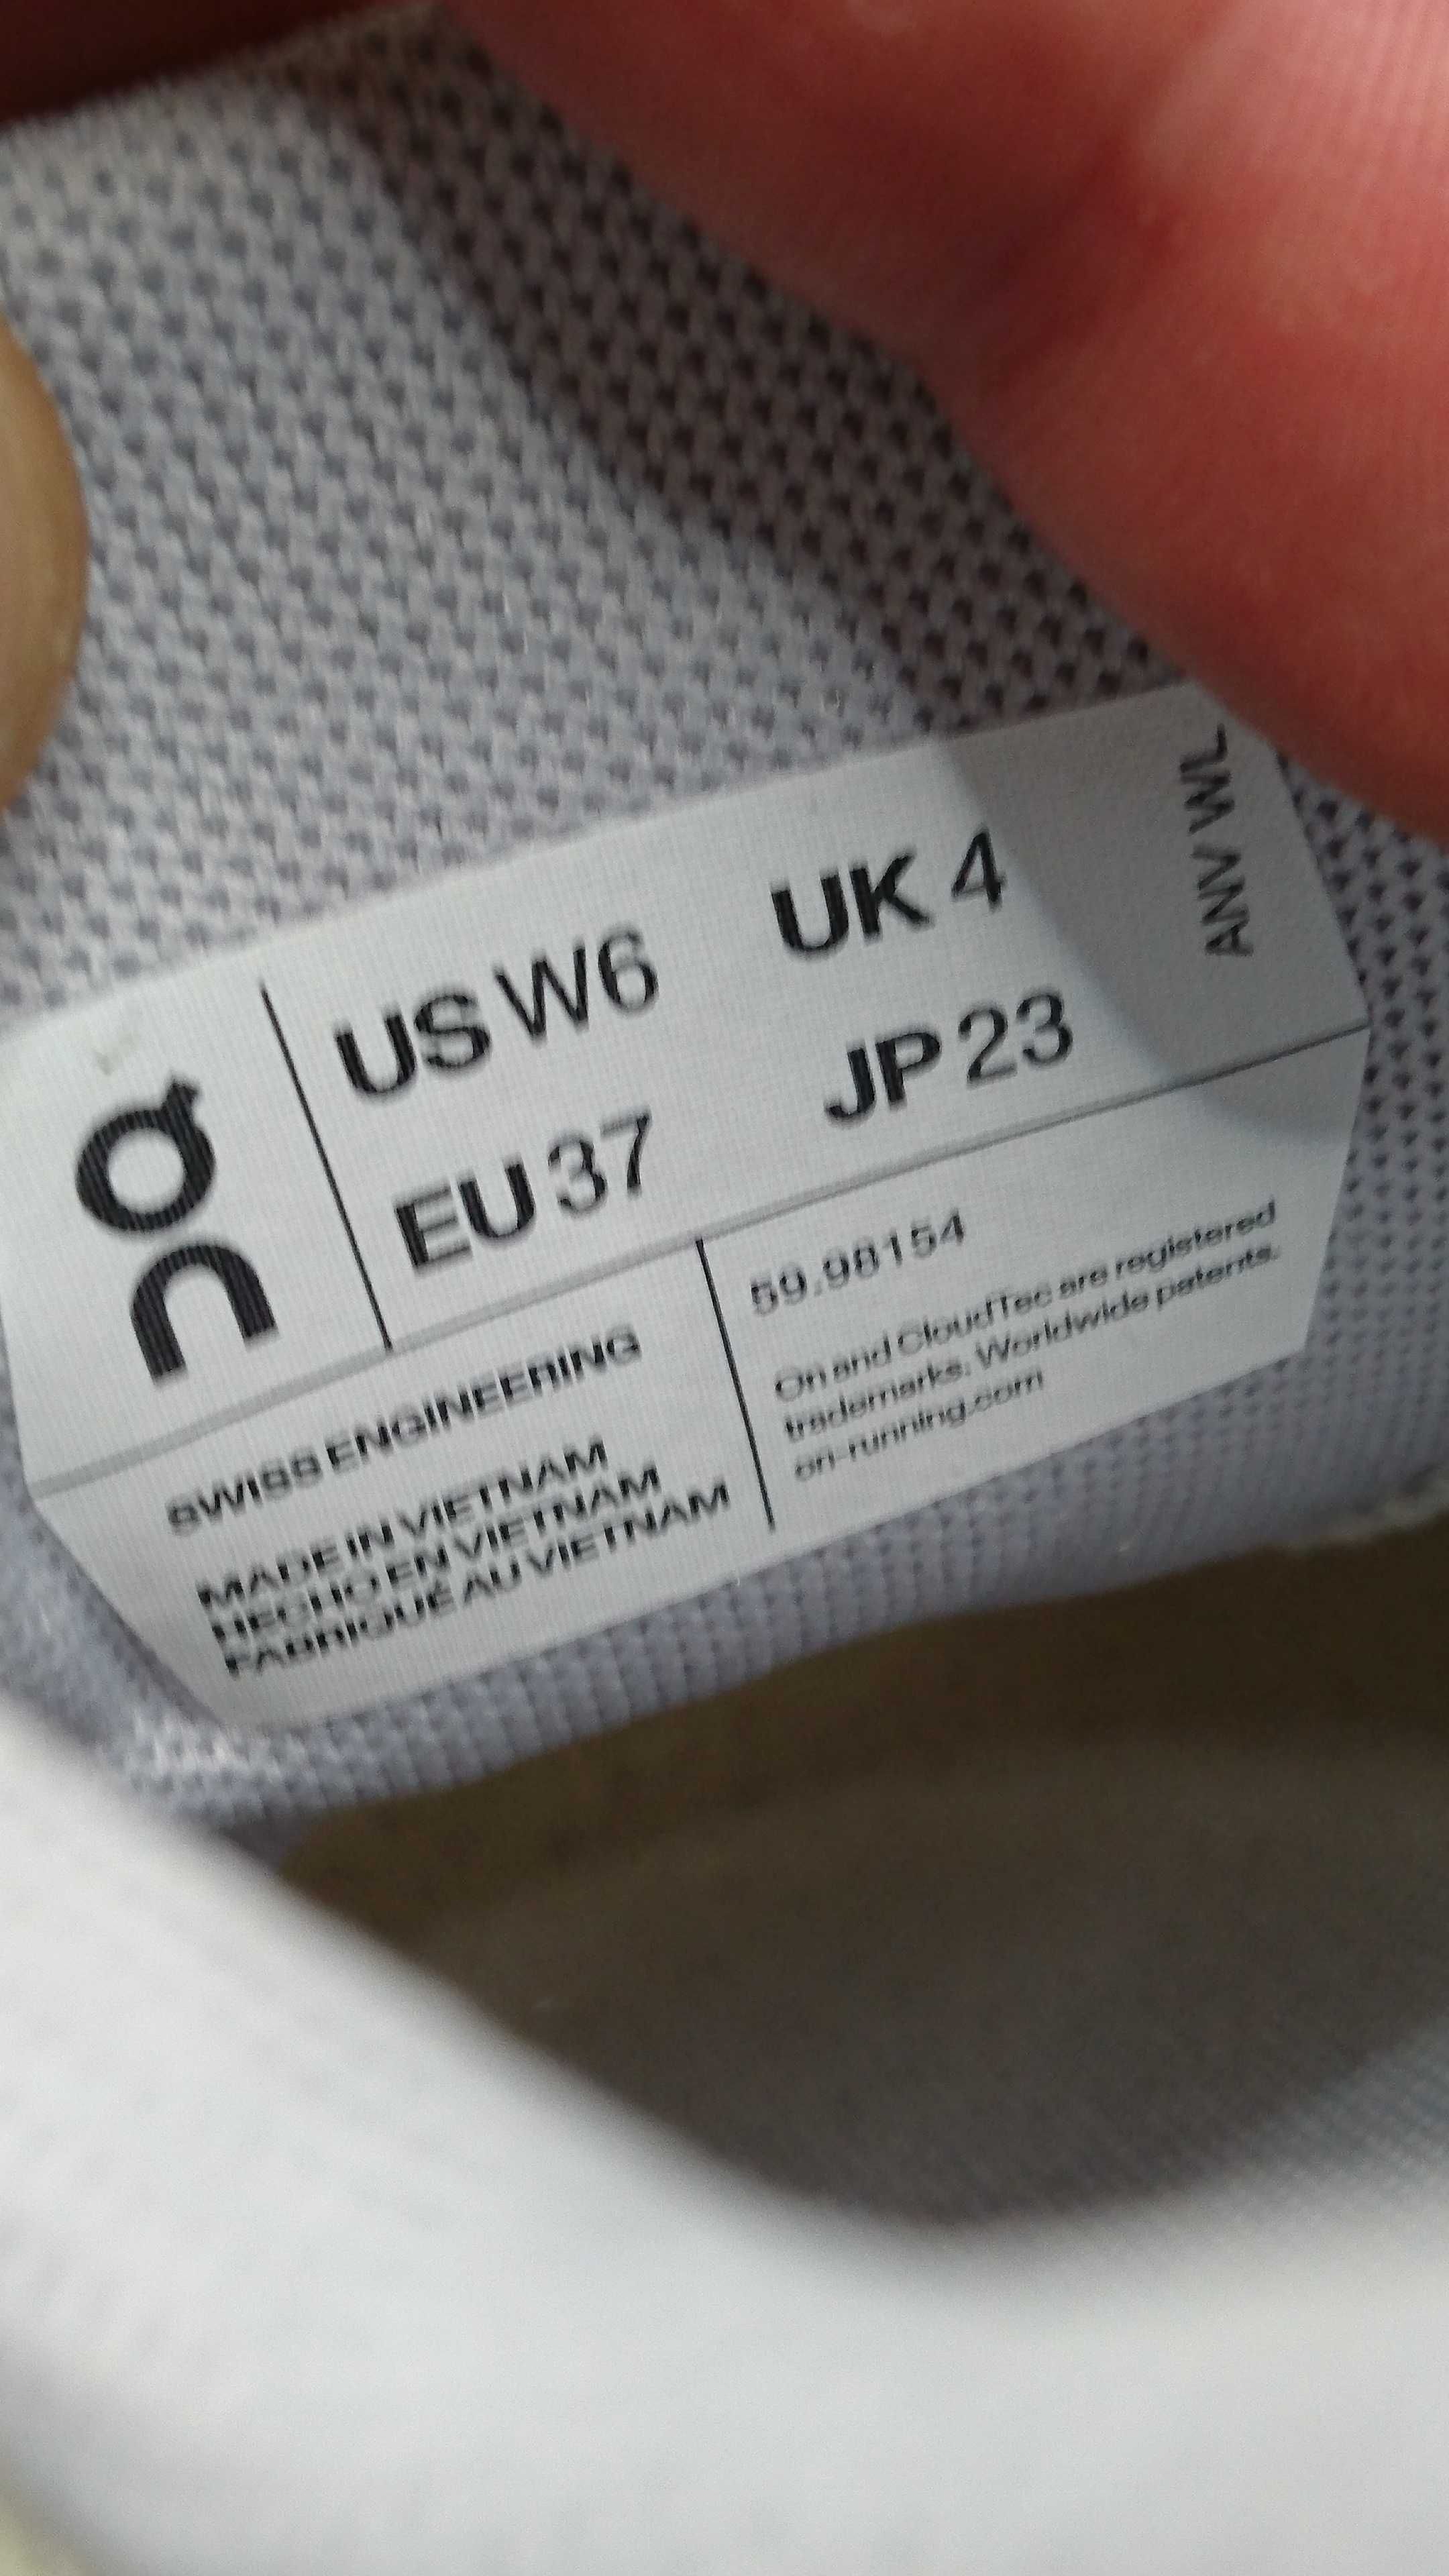 On
US W6 UK 4
EU 37 JP 23
ANV WL
SWISS ENGINEERING
MADE IN VIETNAM
HECHO EN VIETNAM
FABRIQUÉ AU VIETNAM
59.98154
On and CloudTec are registered
trademarks. Worldwide patents.
on-running.com